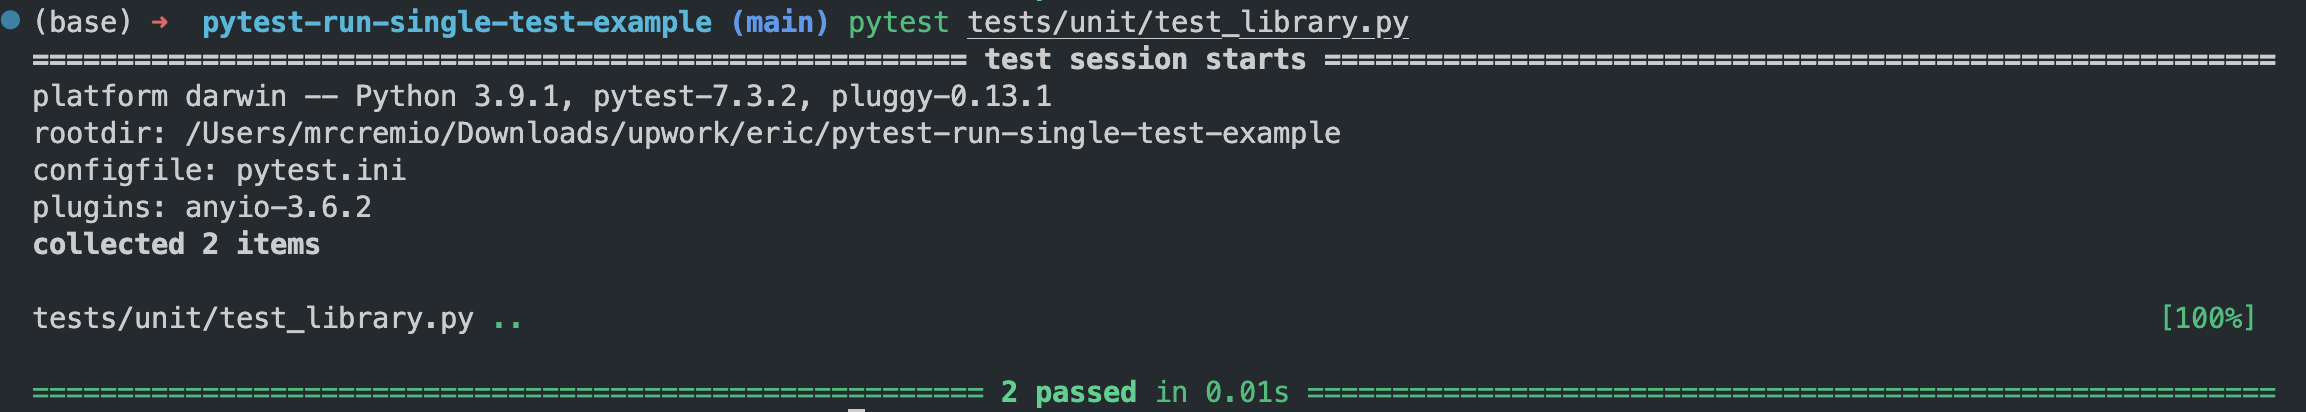 (base) → pytest-run-single-test-example (main) pytest tests/unit/test_library.py
======================================================= test session starts ========================================================
platform darwin -- Python 3.9.1, pytest-7.3.2, pluggy-0.13.1
rootdir: /Users/mrcremio/Downloads/upwork/eric/pytest-run-single-test-example
configfile: pytest.ini
plugins: anyio-3.6.2
collected 2 items
tests/unit/test_library.py .. [100%]
======================================================== 2 passed in 0.01s =========================================================